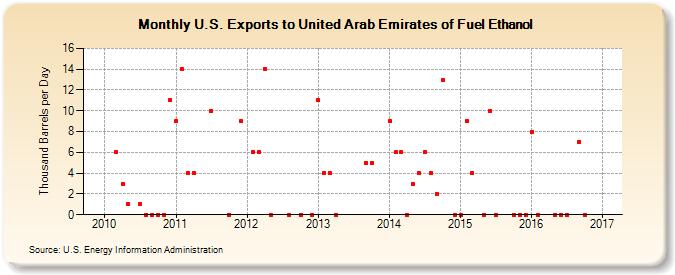 Monthly U.S. Exports to United Arab Emirates of Fuel Ethanol
Thousand Barrels per Day
16
14
12
10
8
6
4
2
0
2010 2011 2012 2013 2014 2015 2016 2017
Source: U.S. Energy Information Administration